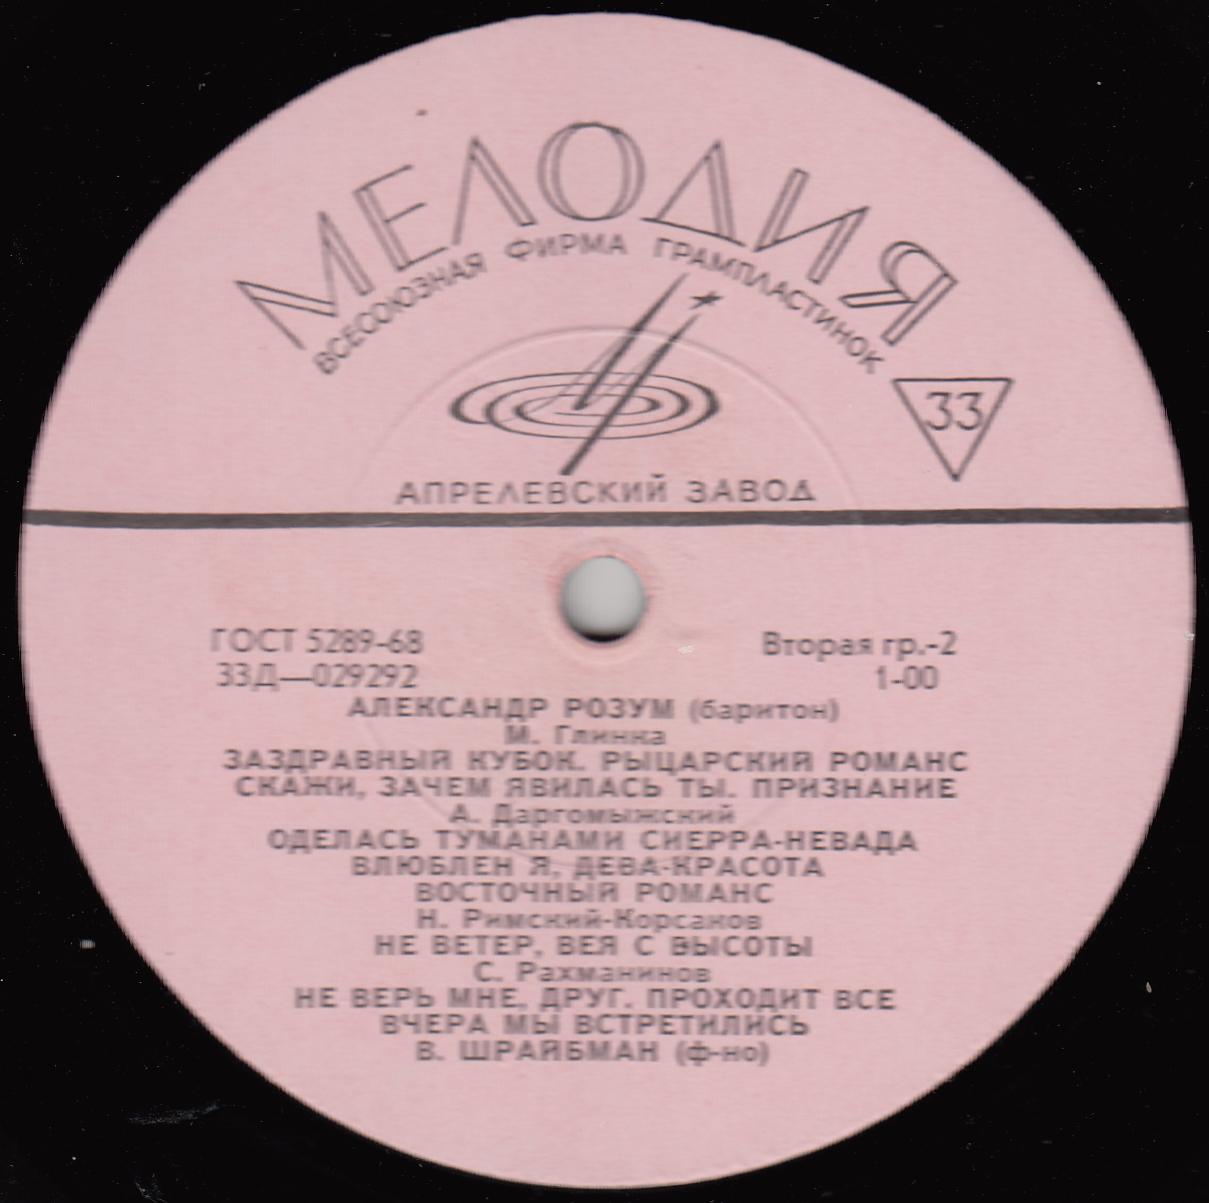 МЕЛОДИЯ
ВСЕСОЮЗНАЯ ФИРМА ГРАМПЛАСТИНОК
33
АПРЕЛЕВСКИЙ ЗАВОД
ГОСТ 5289-68
Вторая гр.-2
33Д—029292
1-00
АЛЕКСАНДР РОЗУМ (баритон)
М. Глинка
ЗАЗДРАВНЫЙ КУБОК. РЫЦАРСКИЙ РОМАНС
СКАЖИ, ЗАЧЕМ ЯВИЛАСЬ ТЫ. ПРИЗНАНИЕ
А. Даргомыжский
ОДЕЛАСЬ ТУМАНАМИ СИЕРРА-НЕВАДА
ВЛЮБЛЕН Я, ДЕВА-КРАСОТА
ВОСТОЧНЫЙ РОМАНС
Н. Римский-Корсаков
НЕ ВЕТЕР, ВЕЯ С ВЫСОТЫ
С. Рахманинов
НЕ ВЕРЬ МНЕ, ДРУГ. ПРОХОДИТ ВСЕ
ВЧЕРА МЫ ВСТРЕТИЛИСЬ
В. ШРАЙБМАН (ф-но)